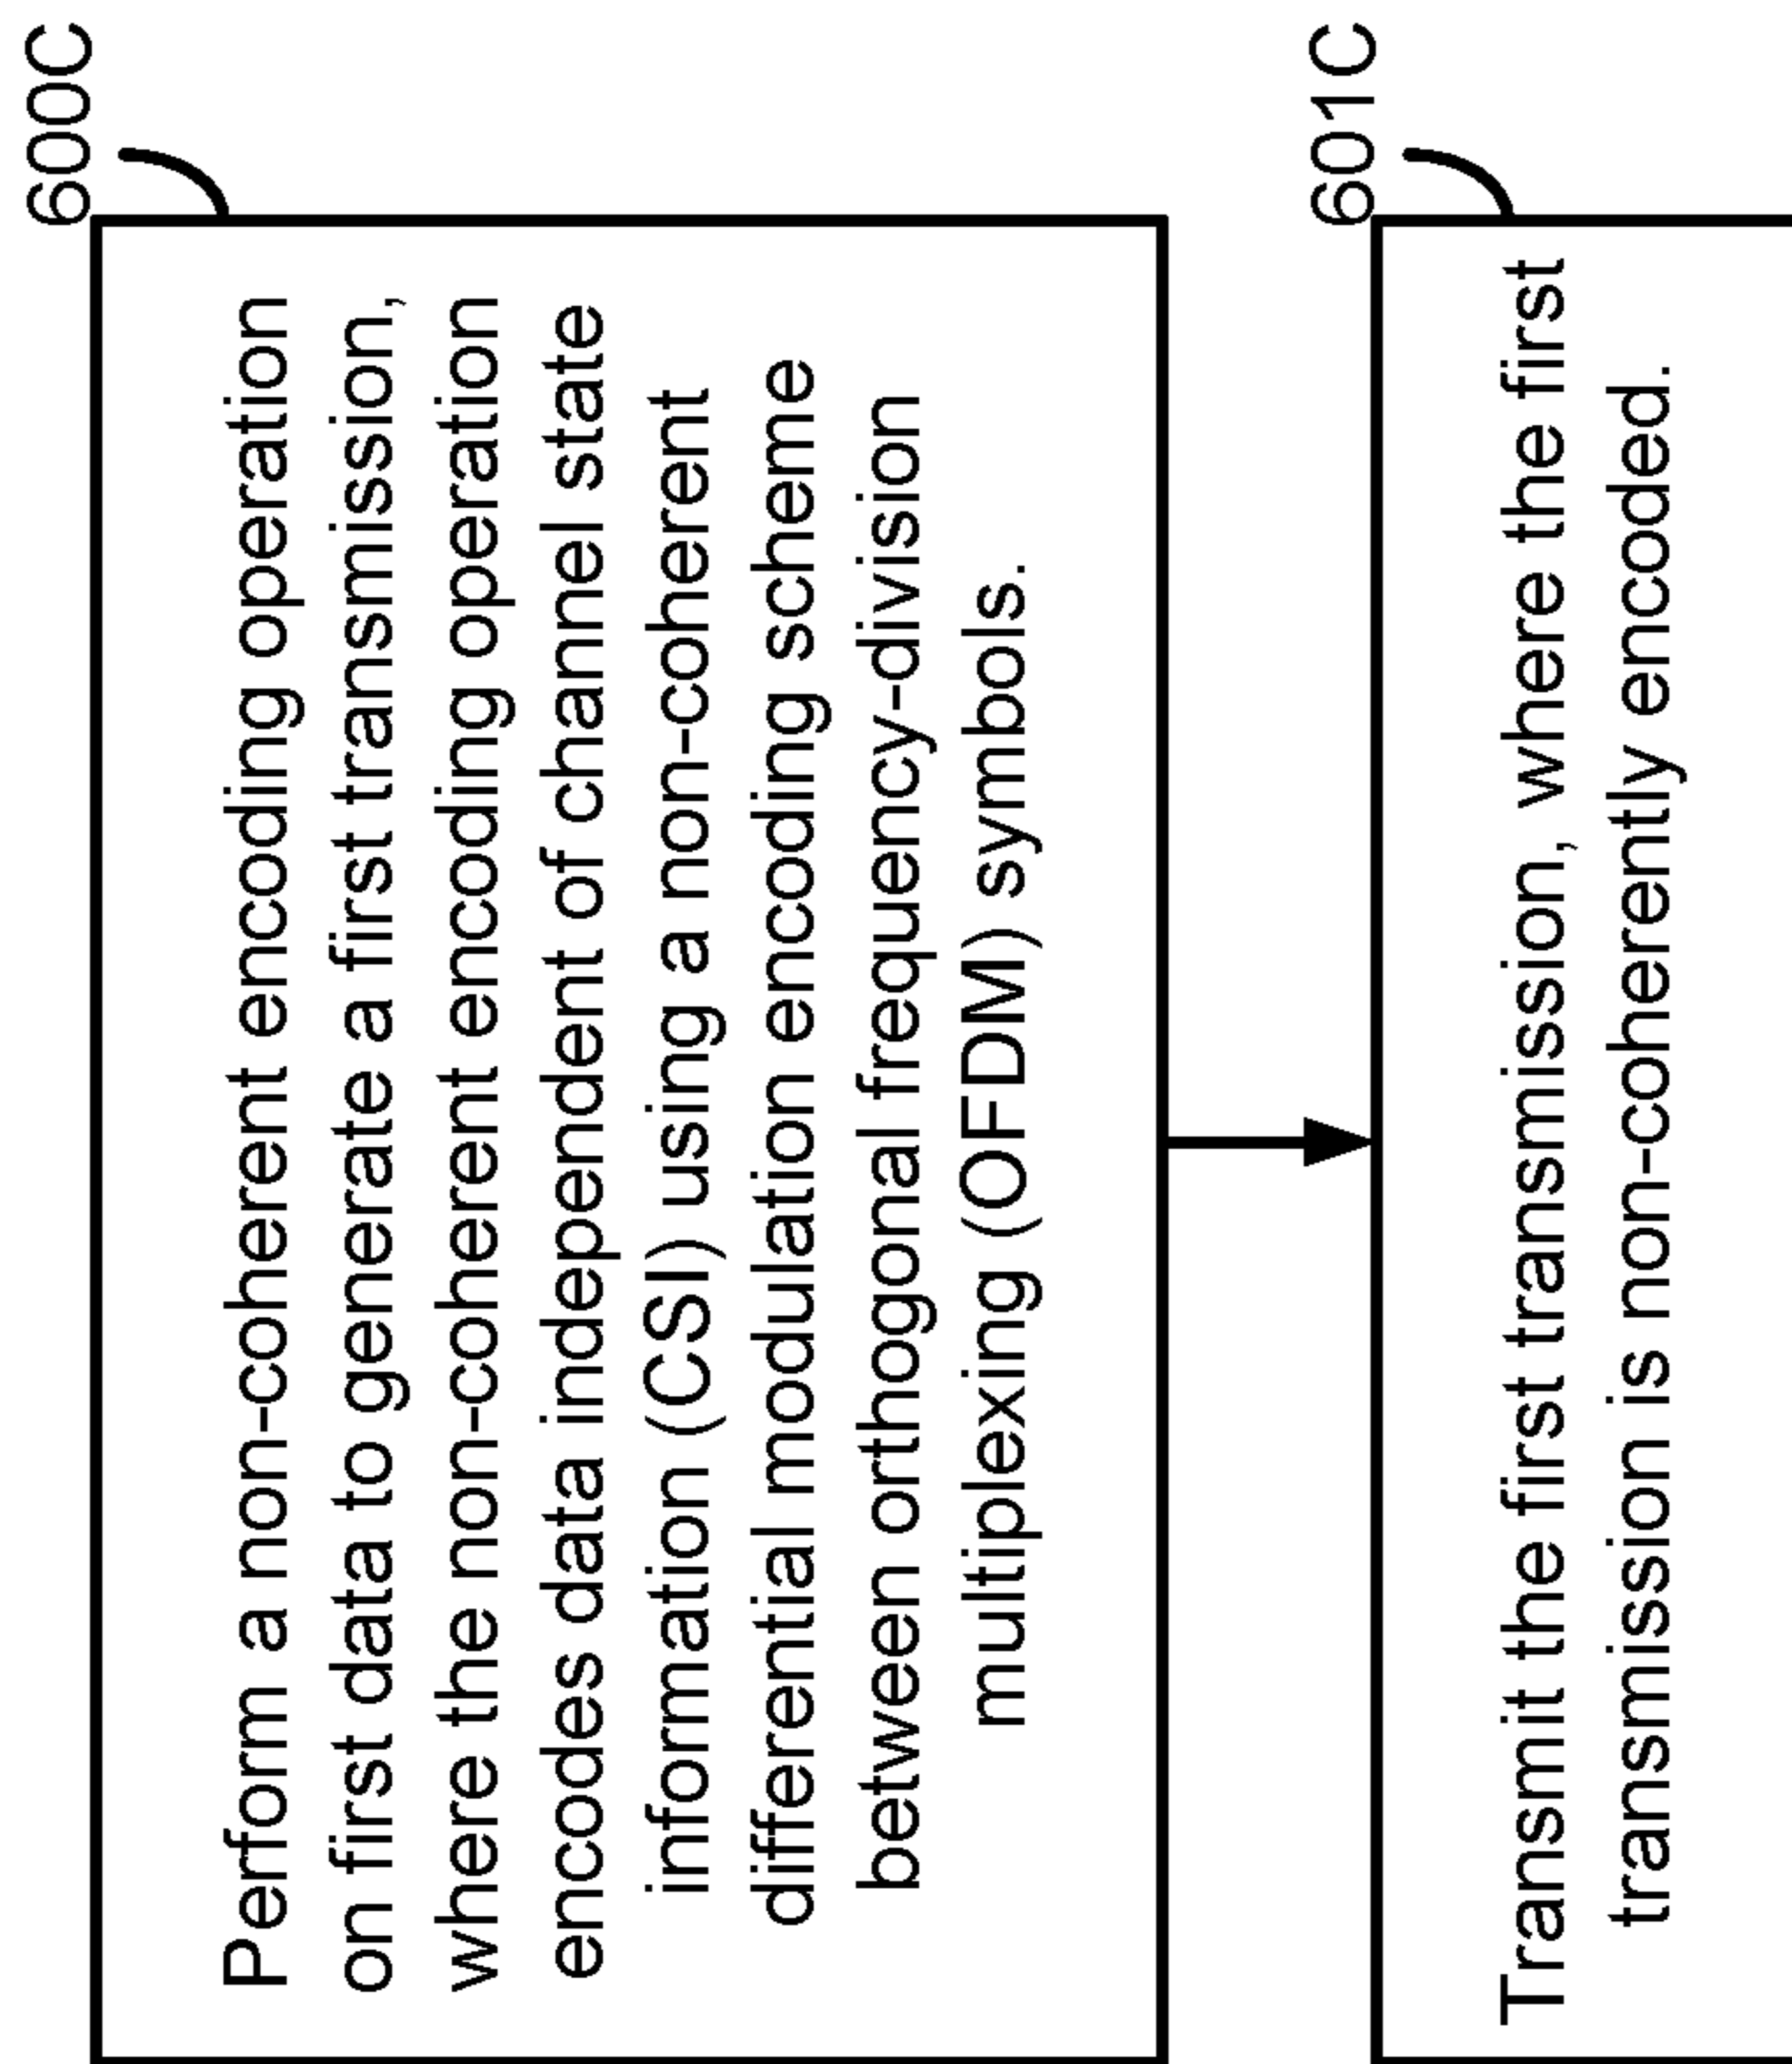 600C
Perform a non-coherent encoding operation
on first data to generate a first transmission,
where the non-coherent encoding operation
encodes data independent of channel state
information (CSI) using a non-coherent
differential modulation encoding scheme
between orthogonal frequency-division
multiplexing (OFDM) symbols.
601C
Transmit the first transmission, where the first
transmission is non-coherently encoded.